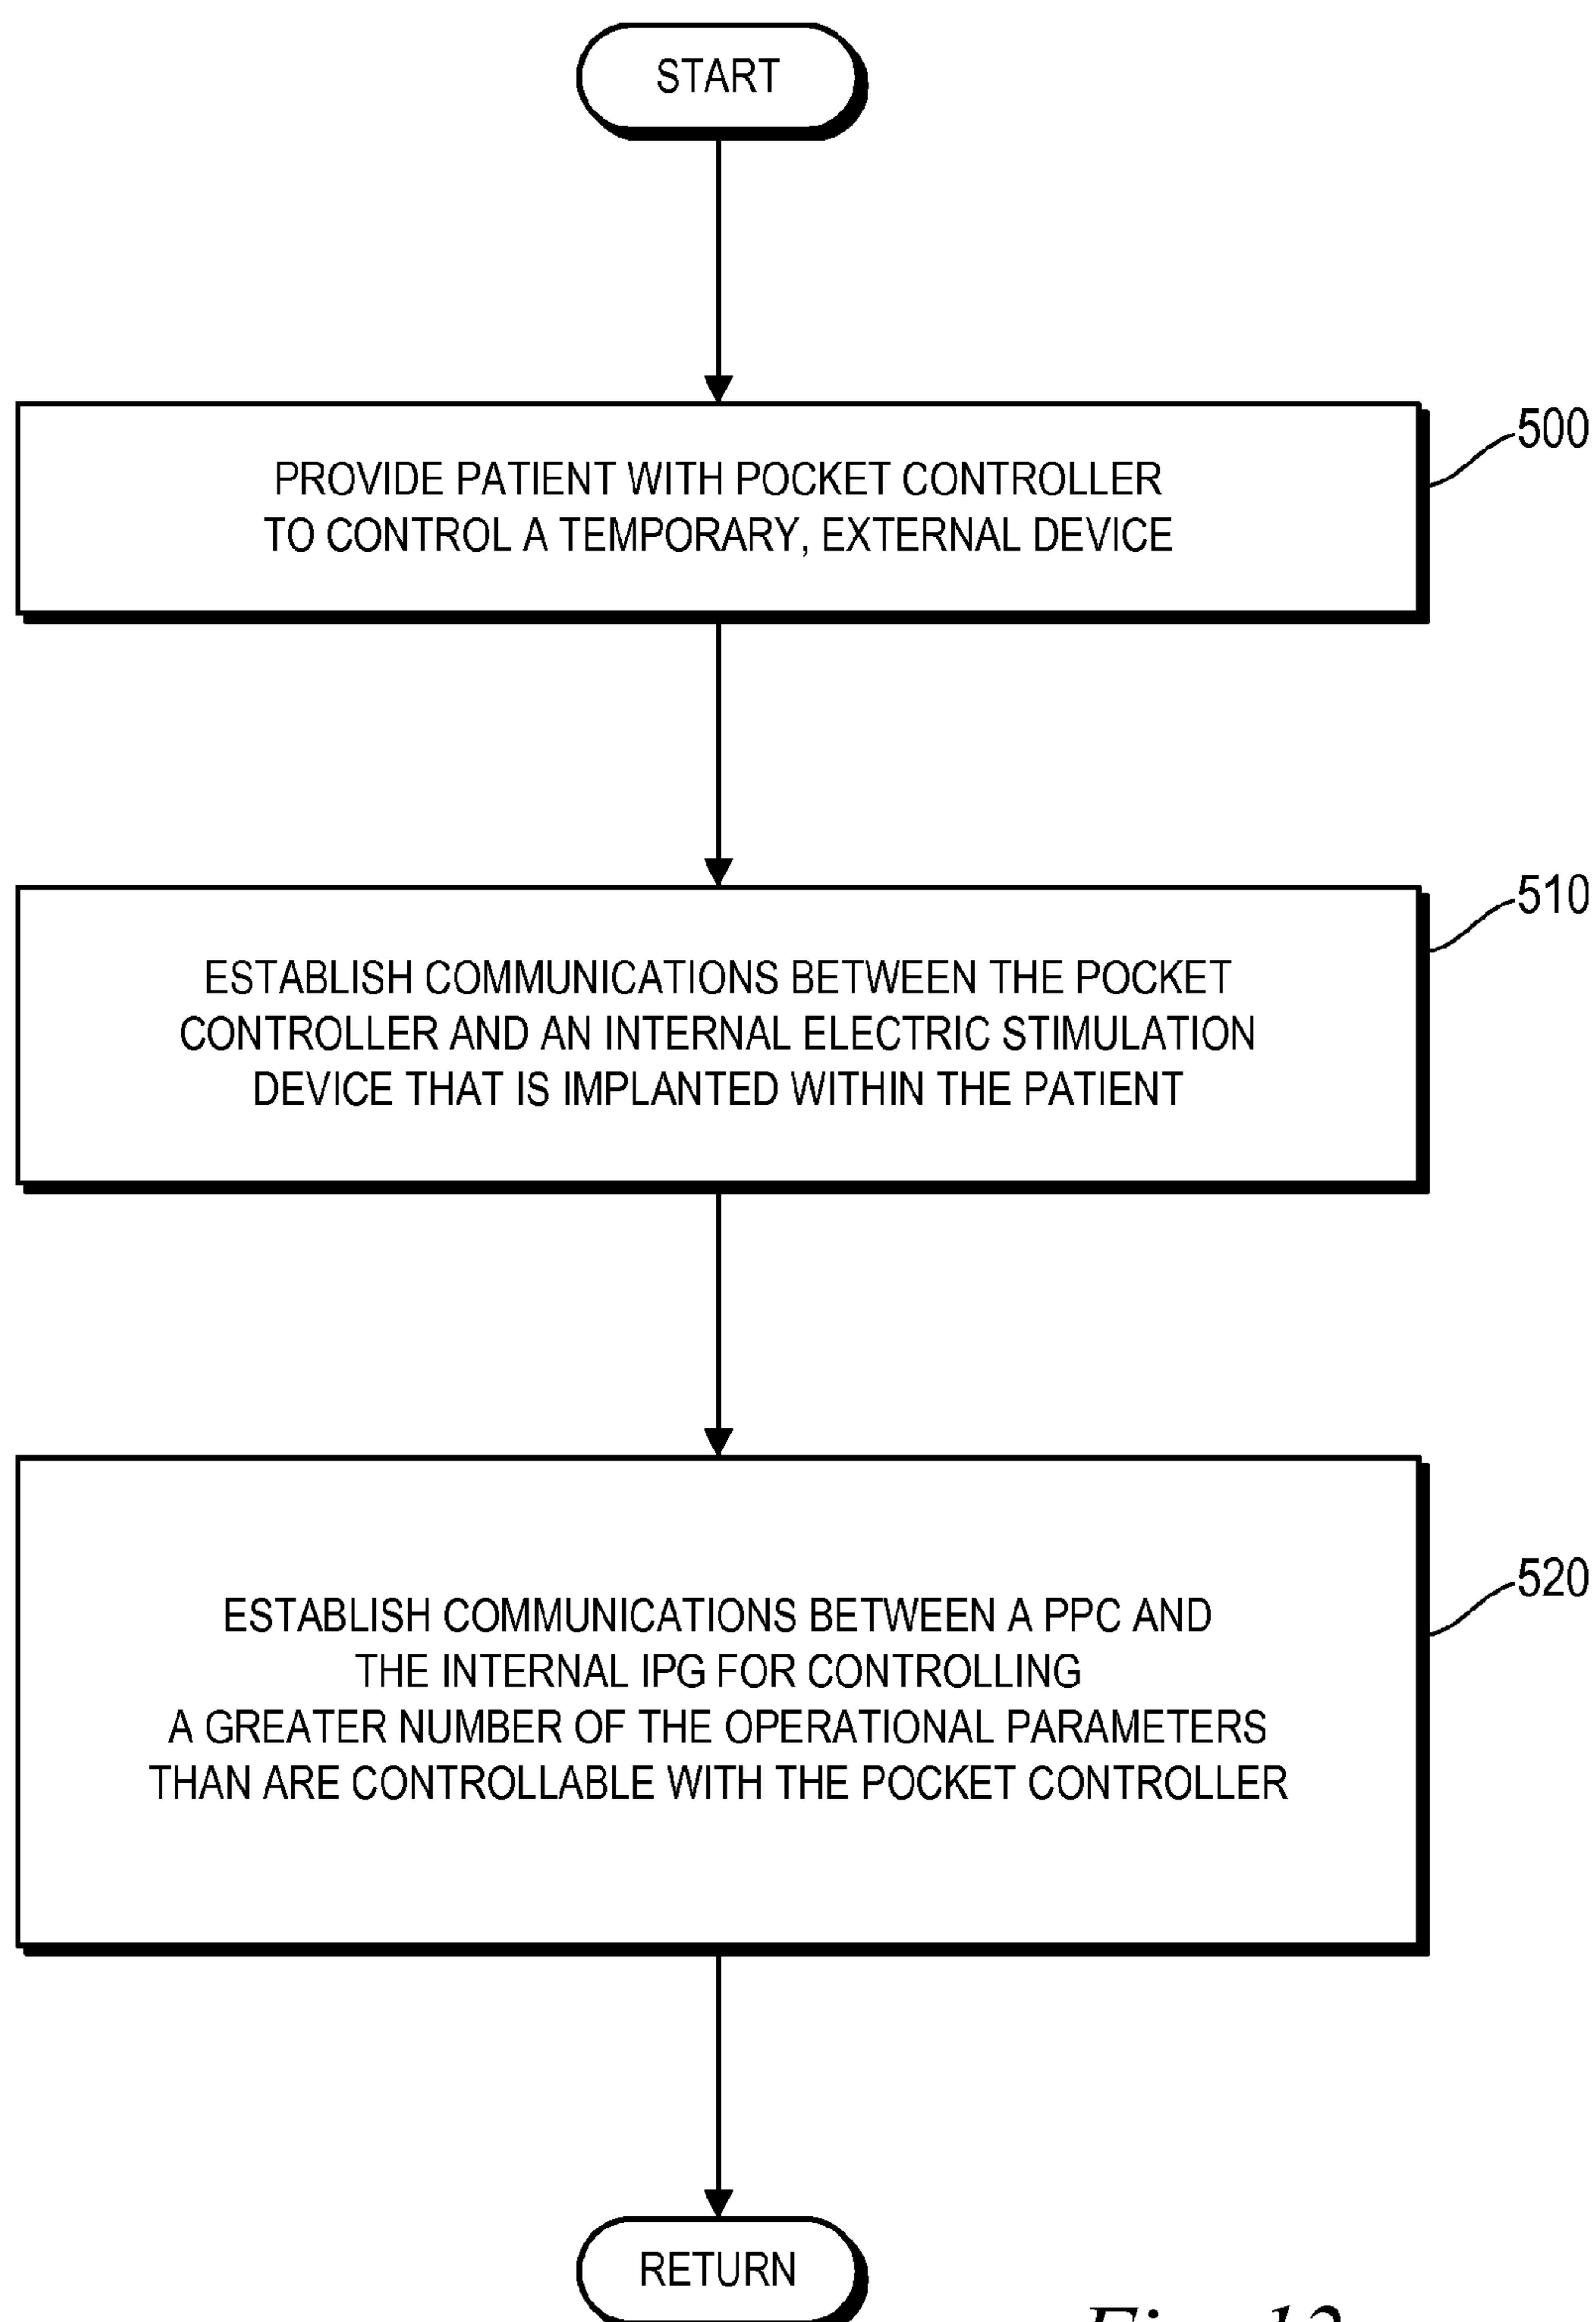 START
PROVIDE PATIENT WITH POCKET CONTROLLER
TO CONTROL A TEMPORARY, EXTERNAL DEVICE
500
ESTABLISH COMMUNICATIONS BETWEEN THE POCKET
CONTROLLER AND AN INTERNAL ELECTRIC STIMULATION
DEVICE THAT IS IMPLANTED WITHIN THE PATIENT
510
ESTABLISH COMMUNICATIONS BETWEEN A PPC AND
THE INTERNAL IPG FOR CONTROLLING
A GREATER NUMBER OF THE OPERATIONAL PARAMETERS
THAN ARE CONTROLLABLE WITH THE POCKET CONTROLLER
520
RETURN